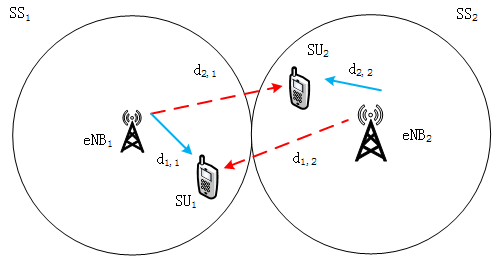 SS₁
SS₂
SU₂
d₂,₁
d₂,₂
eNB₁
eNB₂
d₁,₁
d₁,₂
SU₁